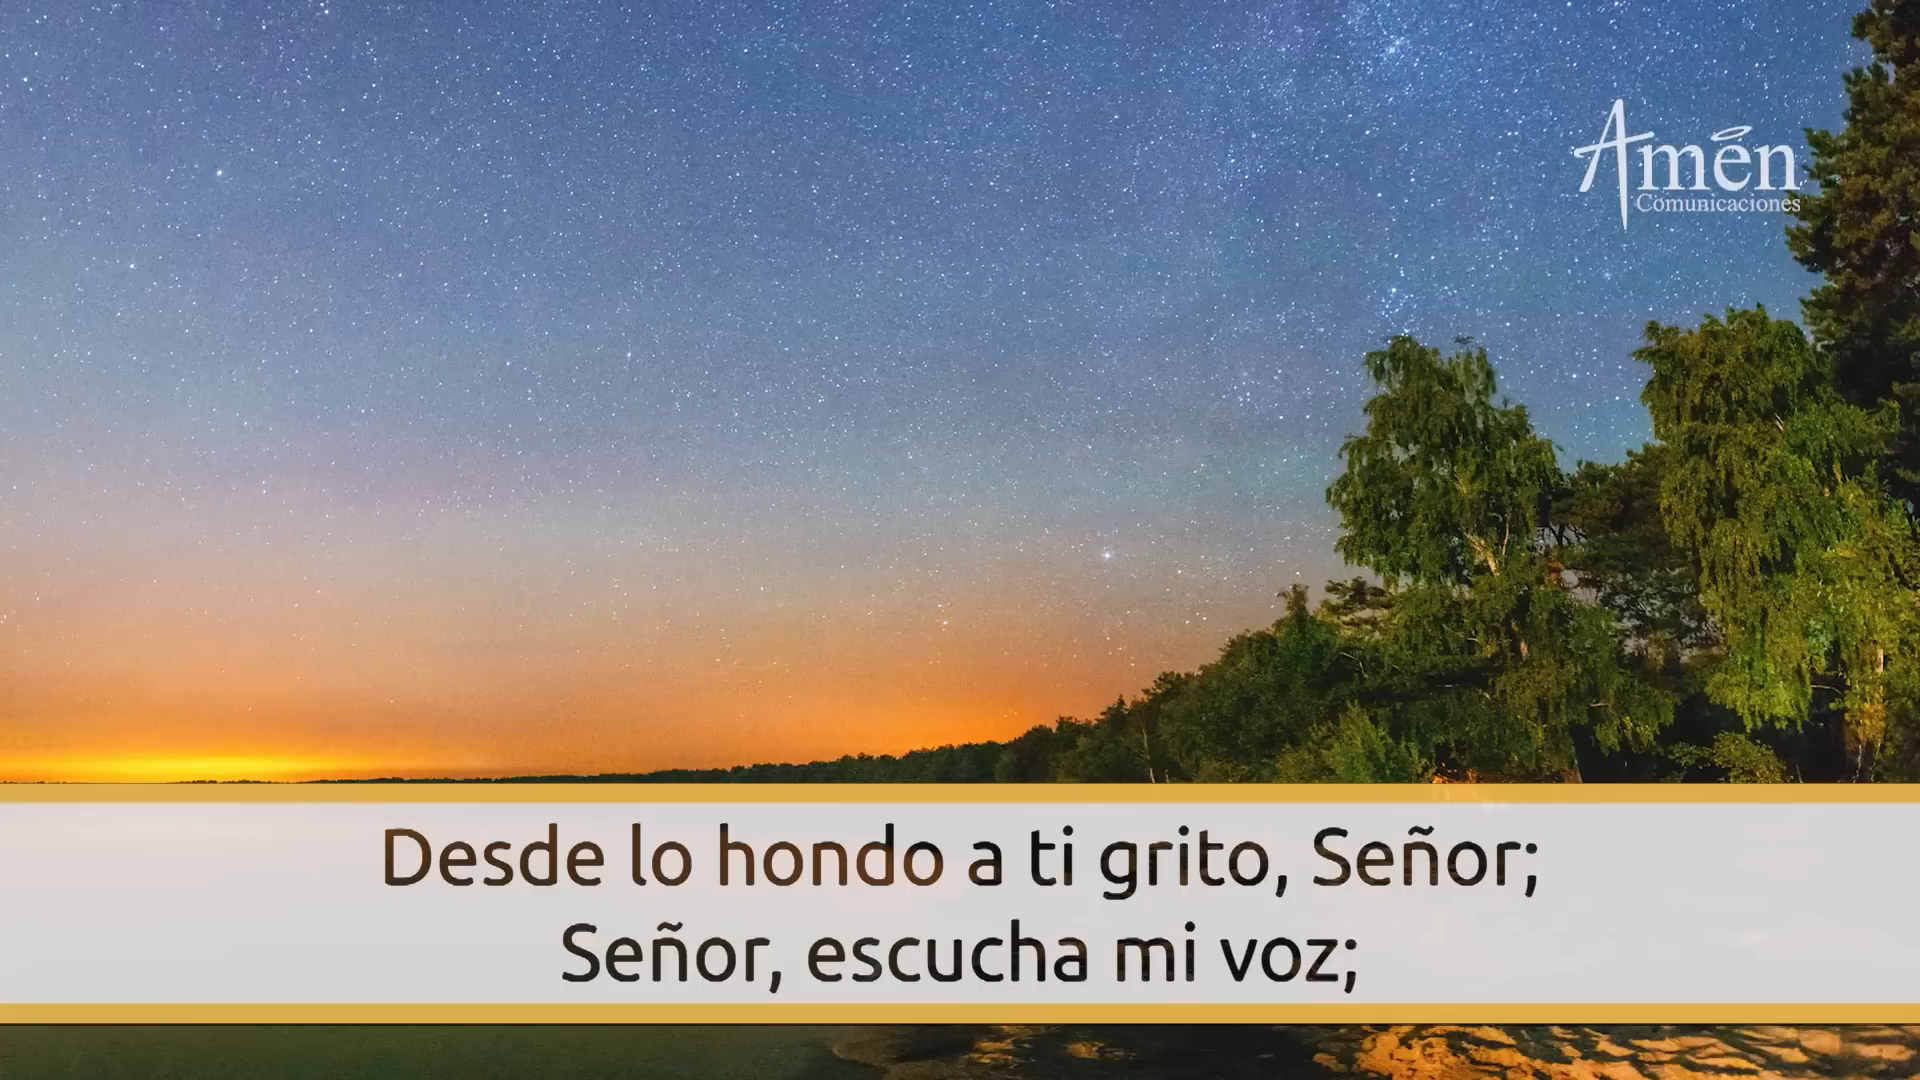 Amén
Comunicaciones
Desde lo hondo a ti grito, Señor;
Señor, escucha mi voz;